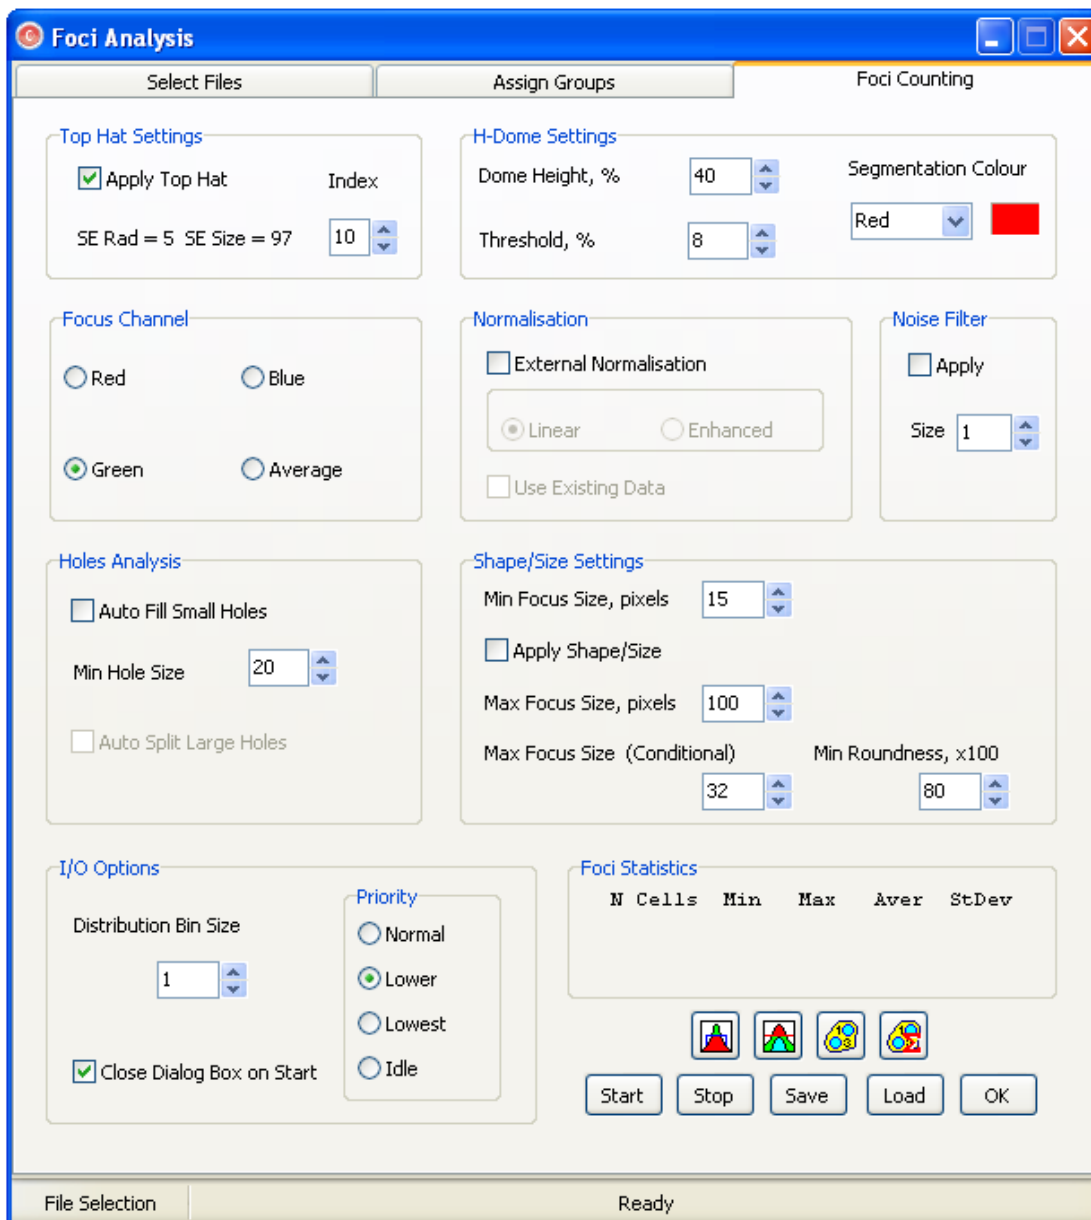 Foci Analysis
Select Files Assign Groups Foci Counting
Top Hat Settings
Apply Top Hat Index
SE Rad = 5 SE Size = 97 10
H-Dome Settings
Dome Height, % 40 Segmentation Colour
Threshold, % 8 Red
Focus Channel
Red Blue
Green Average
Normalisation
External Normalisation
Linear Enhanced
Use Existing Data
Noise Filter
Apply
Size 1
Holes Analysis
Auto Fill Small Holes
Min Hole Size 20
Auto Split Large Holes
Shape/Size Settings
Min Focus Size, pixels 15
Apply Shape/Size
Max Focus Size, pixels 100
Max Focus Size (Conditional) Min Roundness, x100
32 80
I/O Options
Distribution Bin Size
1
Close Dialog Box on Start
Priority
Normal
Lower
Lowest
Idle
Foci Statistics
N Cells Min Max Aver StDev
Start Stop Save Load OK
File Selection Ready